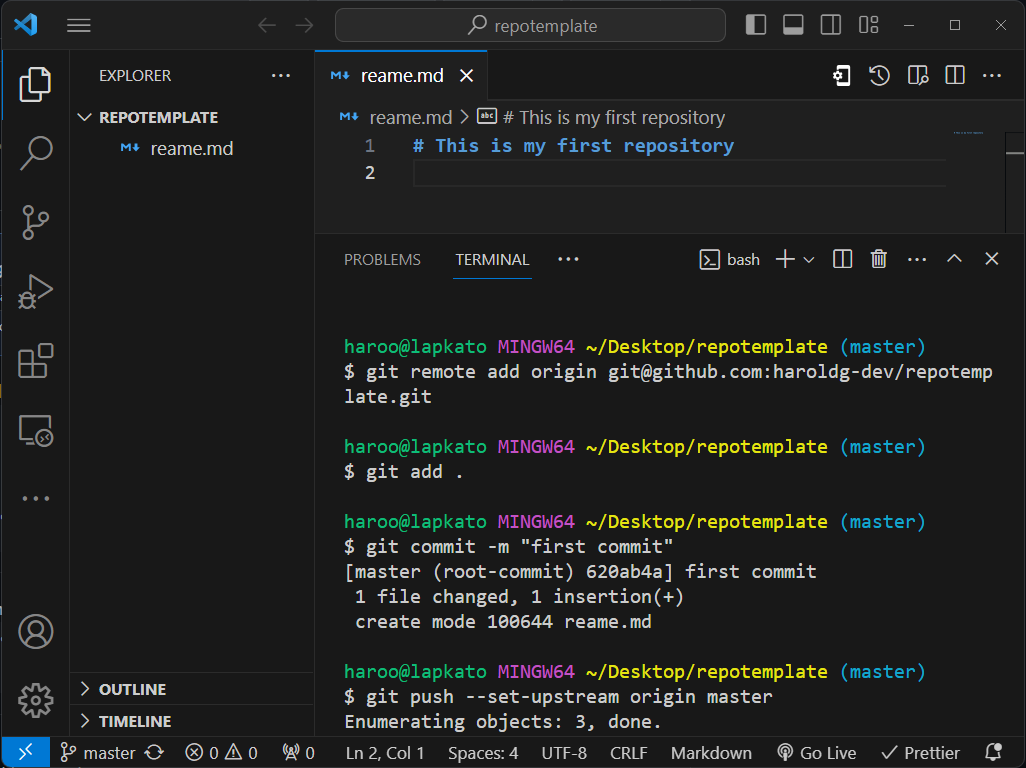 repotemplate
EXPLORER
REPOTEMPLATE
reame.md
OUTLINE
TIMELINE
reame.md
reame.md > # This is my first repository
1 # This is my first repository
2
PROBLEMS TERMINAL
bash
haroo@lapkato MINGW64 ~/Desktop/repotemplate (master)
$ git remote add origin git@github.com:haroldg-dev/repotemp
late.git
haroo@lapkato MINGW64 ~/Desktop/repotemplate (master)
$ git add .
haroo@lapkato MINGW64 ~/Desktop/repotemplate (master)
$ git commit -m "first commit"
[master (root-commit) 620ab4a] first commit
1 file changed, 1 insertion(+)
create mode 100644 reame.md
haroo@lapkato MINGW64 ~/Desktop/repotemplate (master)
$ git push --set-upstream origin master
Enumerating objects: 3, done.
master 0 0 0 Ln 2, Col 1 Spaces: 4 UTF-8 CRLF Markdown Go Live Prettier